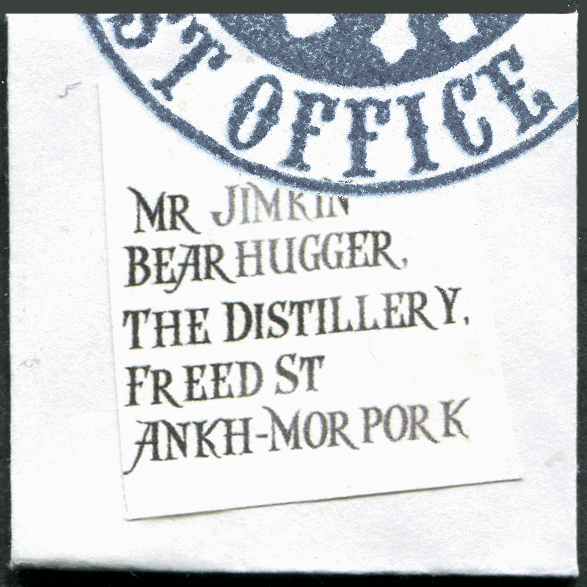 ST OFFICE
MR JIMKIN
BEARHUGGER,
THE DISTILLERY,
FREED ST
ANKH-MORPORK